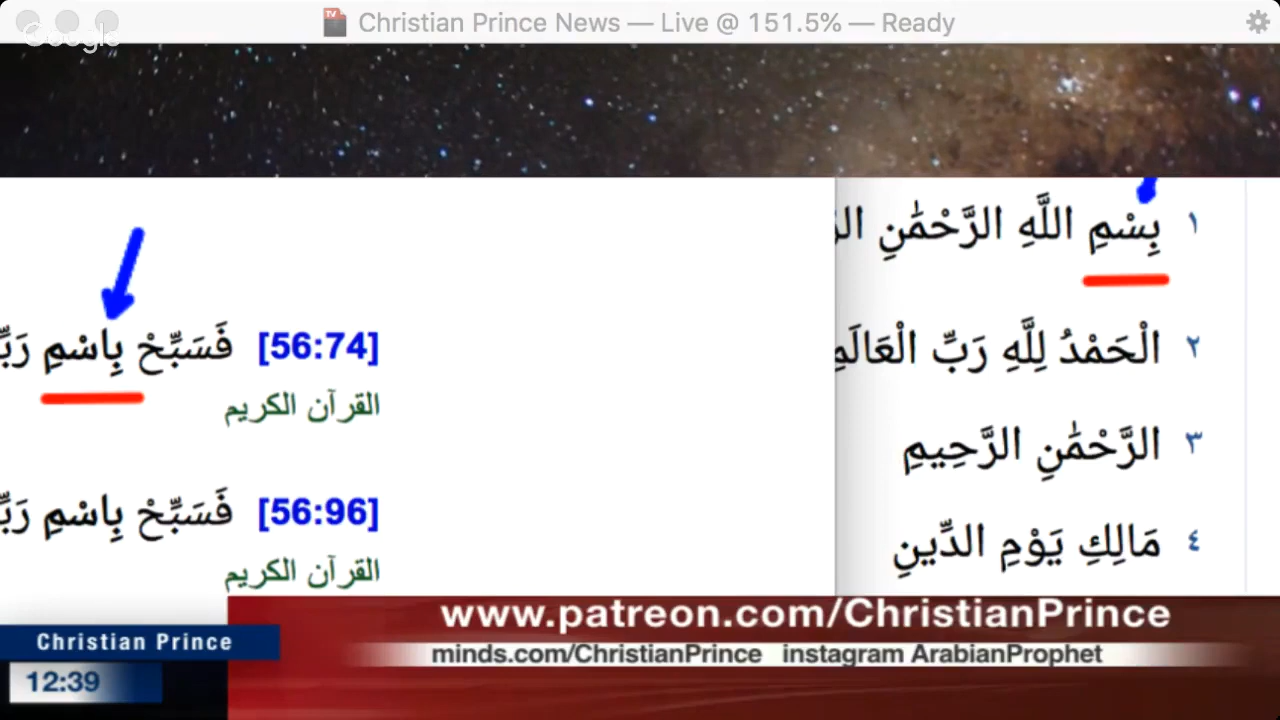 Christian Prince News — Live @ 151.5% — Ready
Google
١ بِسْمِ اللَّهِ الرَّحْمَٰنِ
٢ الْحَمْدُ لِلَّهِ رَبِّ
٣ الرَّحْمَٰنِ الرَّحِيمِ
٤ مَالِكِ يَوْمِ الدِّينِ
[56:74] فَسَبِّحْ بِاسْمِ
القرآن الكريم
[56:96] فَسَبِّحْ بِاسْمِ
القرآن الكريم
www.patreon.com/ChristianPrince
minds.com/ChristianPrince instagram ArabianProphet
Christian Prince
12:39